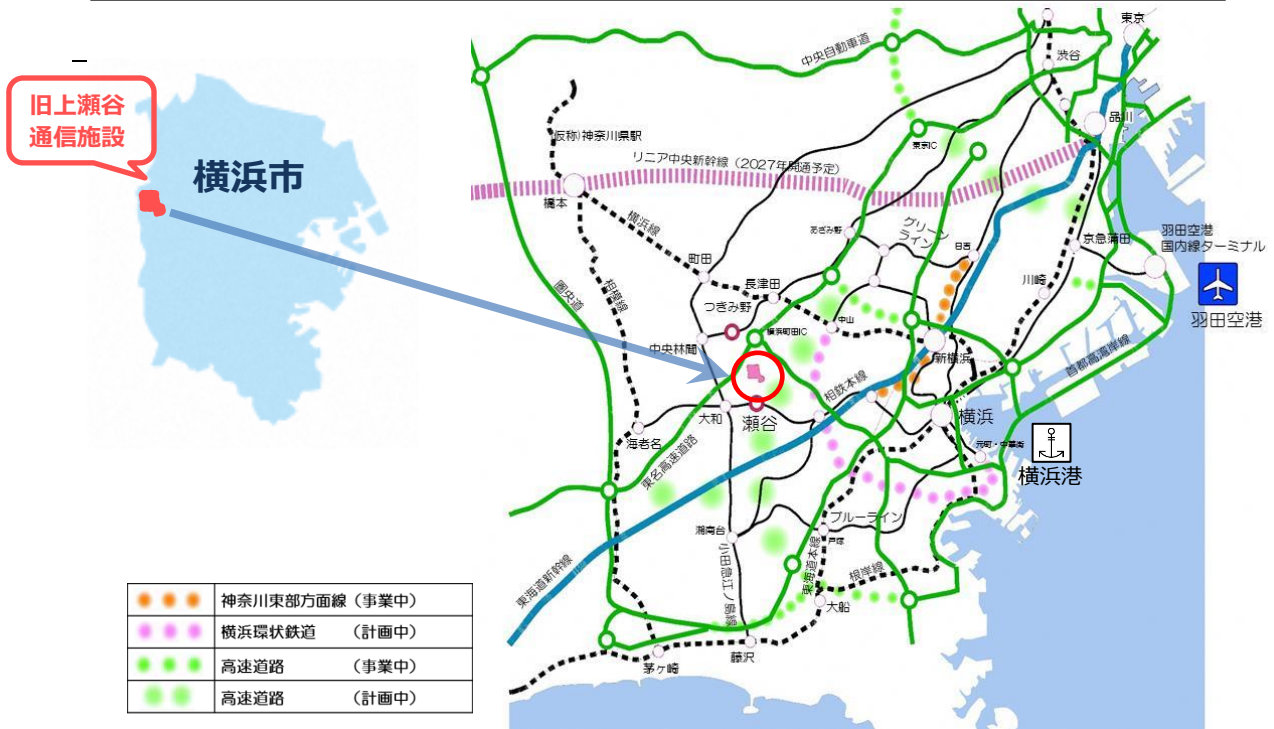 旧上瀬谷
通信施設
横浜市
東京
中央自動車道
渋谷
品川
仮称)神奈川県駅
東京IC
リニア中央新幹線(2027年開通予定)
橋本
横浜線
あざみ野
グリーン
ライン
日吉
京急蒲田
羽田空港
国内線ターミナル
町田
長津田
川崎
羽田空港
圏央道
相模線
つきみ野
中山
横浜町田IC
中央林間
新横浜
首都高湾岸線
相鉄本線
大和
瀬谷
横浜
海老名
元町・中華街
横浜港
東名高速道路
ブルーライン
湘南台
戸塚
東海道新幹線
小田急江ノ島線
東海道本線
根岸線
大船
藤沢
茅ヶ崎
神奈川東部方面線(事業中)
横浜環状鉄道 (計画中)
高速道路 (事業中)
高速道路 (計画中)